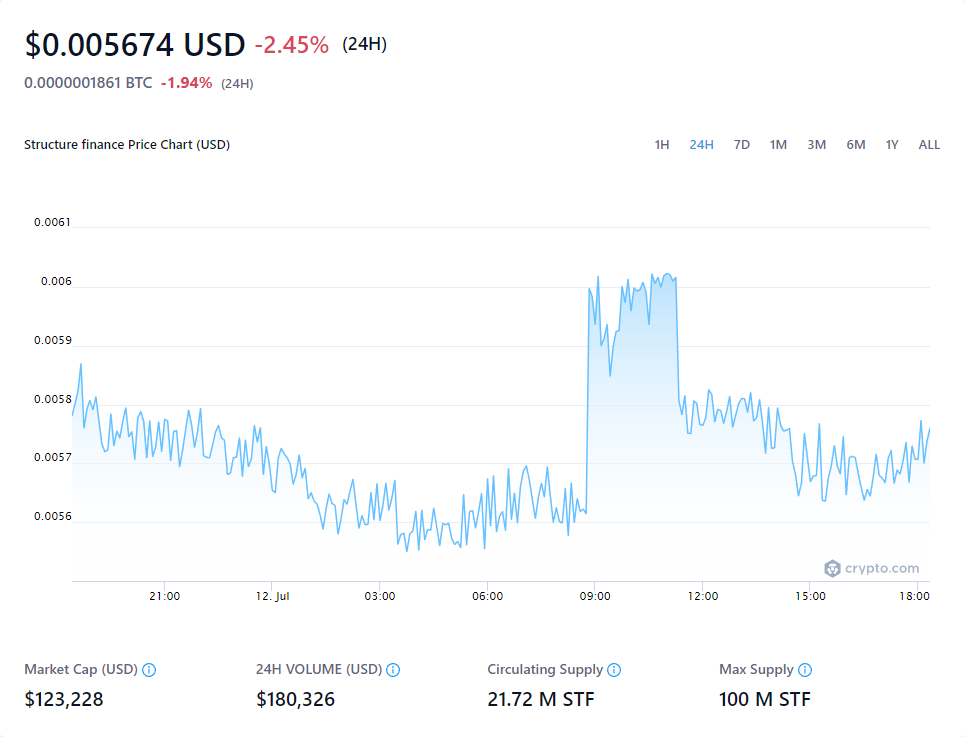 $0.005674 USD -2.45% (24H)
0.0000001861 BTC -1.94% (24H)
Structure finance Price Chart (USD) 1H 24H 7D 1M 3M 6M 1Y ALL
0.0061
0.006
0.0059
0.0058
0.0057
0.0056
crypto.com
21:00 12. Jul 03:00 06:00 09:00 12:00 15:00 18:00
Market Cap (USD) 24H VOLUME (USD) Circulating Supply Max Supply
$123,228 $180,326 21.72 M STF 100 M STF